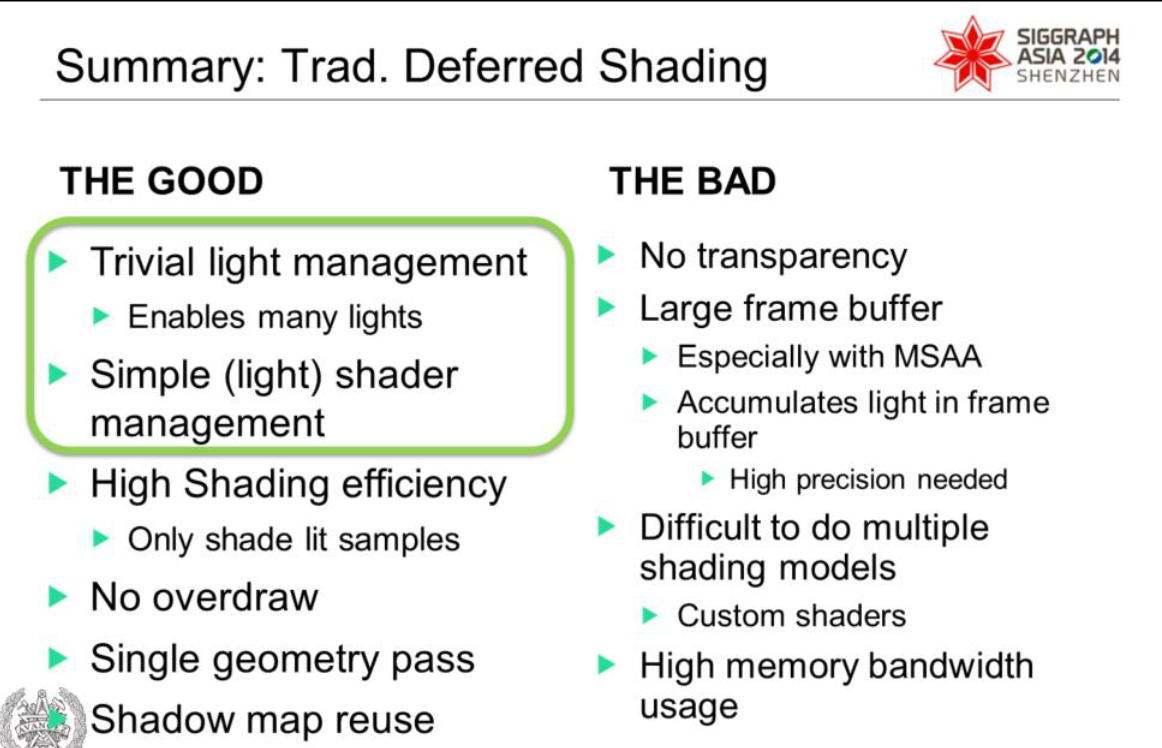 Summary: Trad. Deferred Shading
SIGGRAPH
ASIA 2014
SHENZHEN
THE GOOD
Trivial light management
Enables many lights
Simple (light) shader
management
High Shading efficiency
Only shade lit samples
No overdraw
Single geometry pass
Shadow map reuse
THE BAD
No transparency
Large frame buffer
Especially with MSAA
Accumulates light in frame
buffer
High precision needed
Difficult to do multiple
shading models
Custom shaders
High memory bandwidth
usage